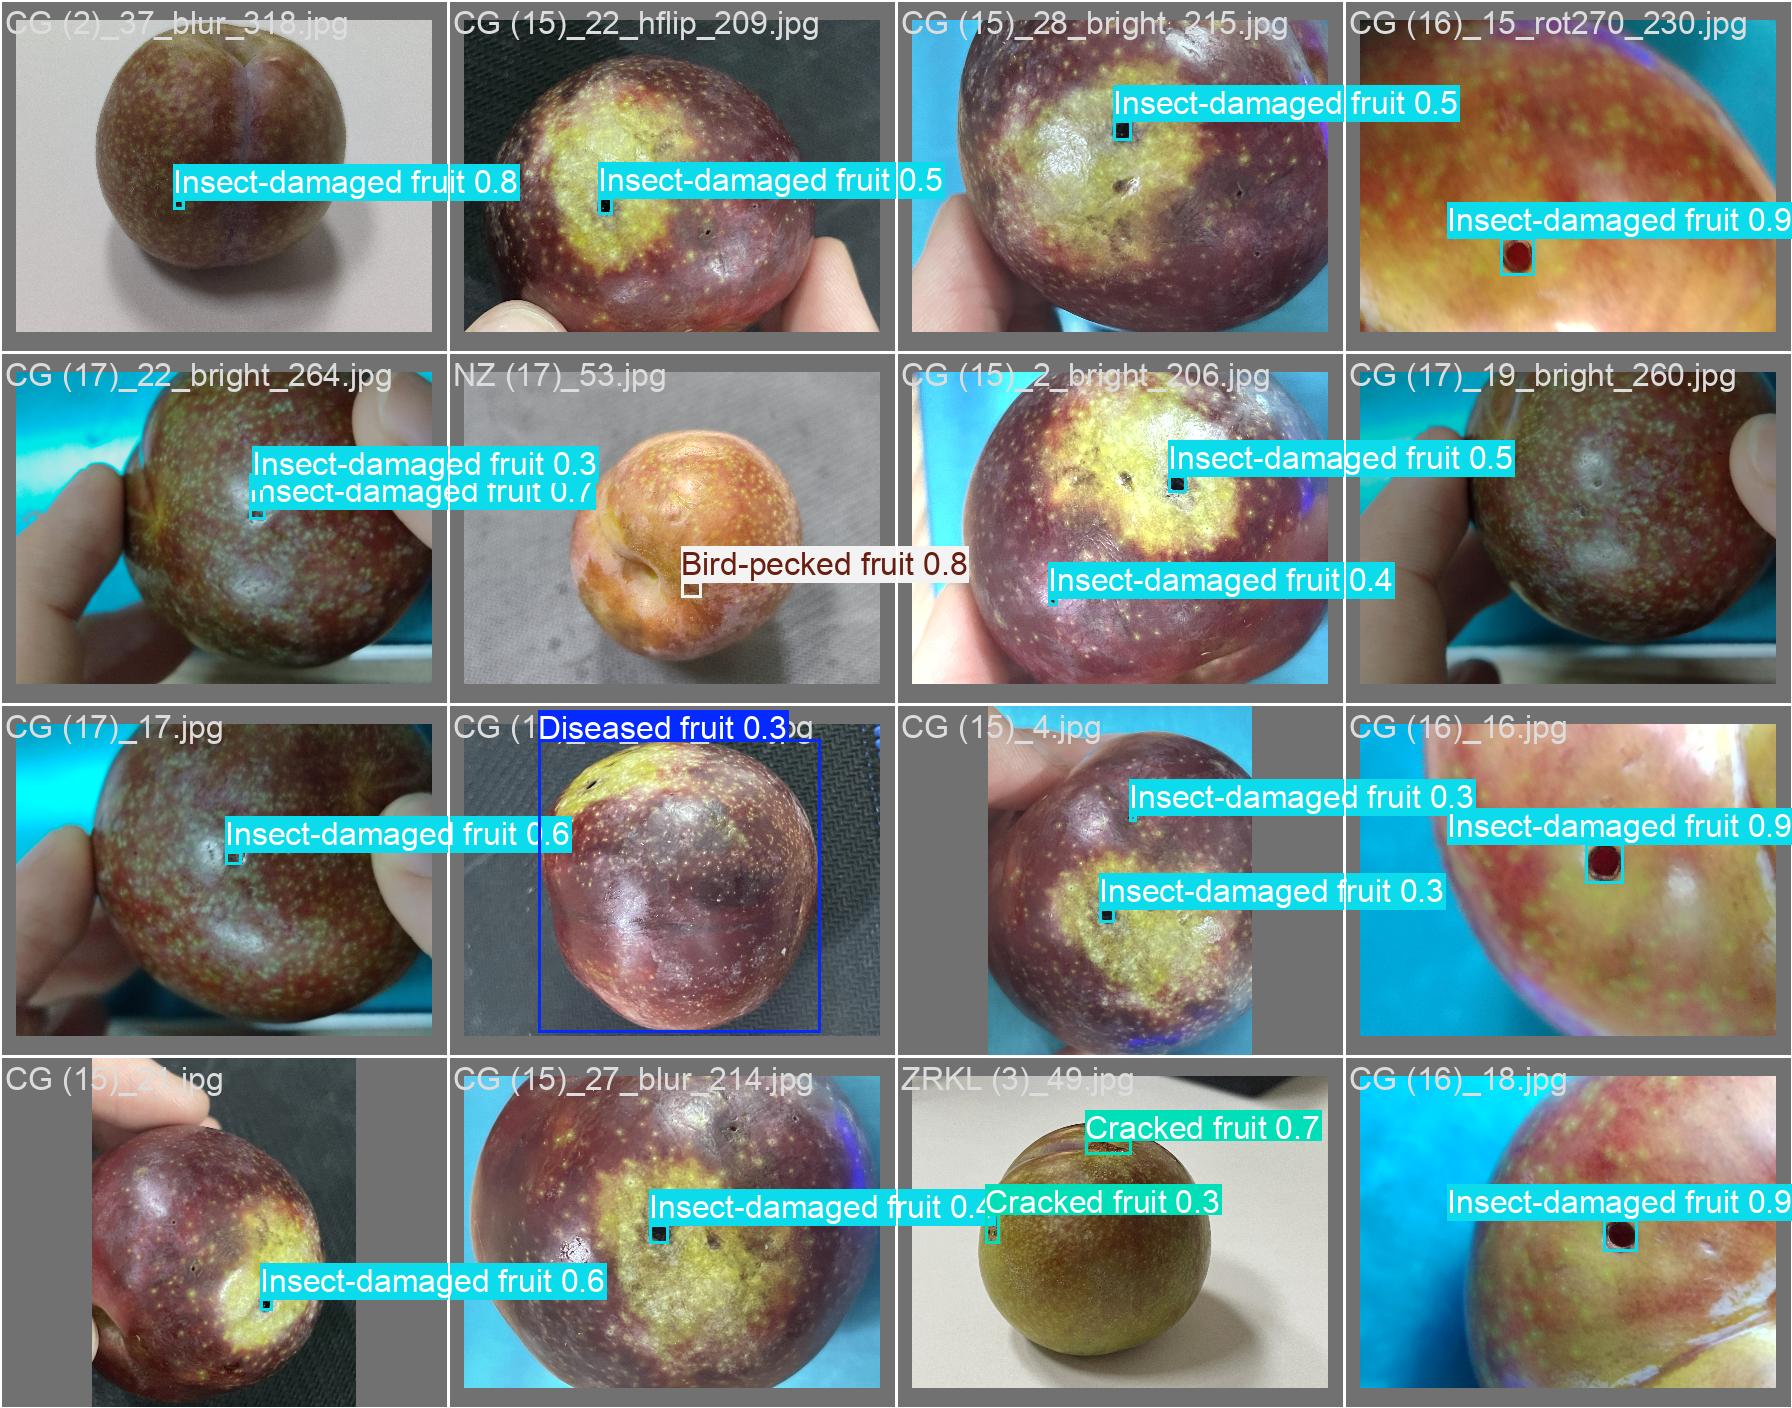 CG (2)_37_blur_318.jpg
Insect-damaged fruit 0.8
CG (15)_22_hflip_209.jpg
Insect-damaged fruit 0.5
CG (15)_28_bright_215.jpg
Insect-damaged fruit 0.5
CG (16)_15_rot270_230.jpg
Insect-damaged fruit 0.9
CG (17)_22_bright_264.jpg
Insect-damaged fruit 0.3
Insect-damaged fruit 0.7
NZ (17)_53.jpg
Bird-pecked fruit 0.8
CG (15)_2_bright_206.jpg
Insect-damaged fruit 0.5
Insect-damaged fruit 0.4
CG (17)_19_bright_260.jpg
CG (17)_17.jpg
Insect-damaged fruit 0.6
CG (1
Diseased fruit 0.3
CG (15)_4.jpg
Insect-damaged fruit 0.3
Insect-damaged fruit 0.3
CG (16)_16.jpg
Insect-damaged fruit 0.9
CG (15)_21.jpg
Insect-damaged fruit 0.6
CG (15)_27_blur_214.jpg
Insect-damaged fruit 0.4
ZRKL (3)_49.jpg
Cracked fruit 0.7
Cracked fruit 0.3
CG (16)_18.jpg
Insect-damaged fruit 0.9